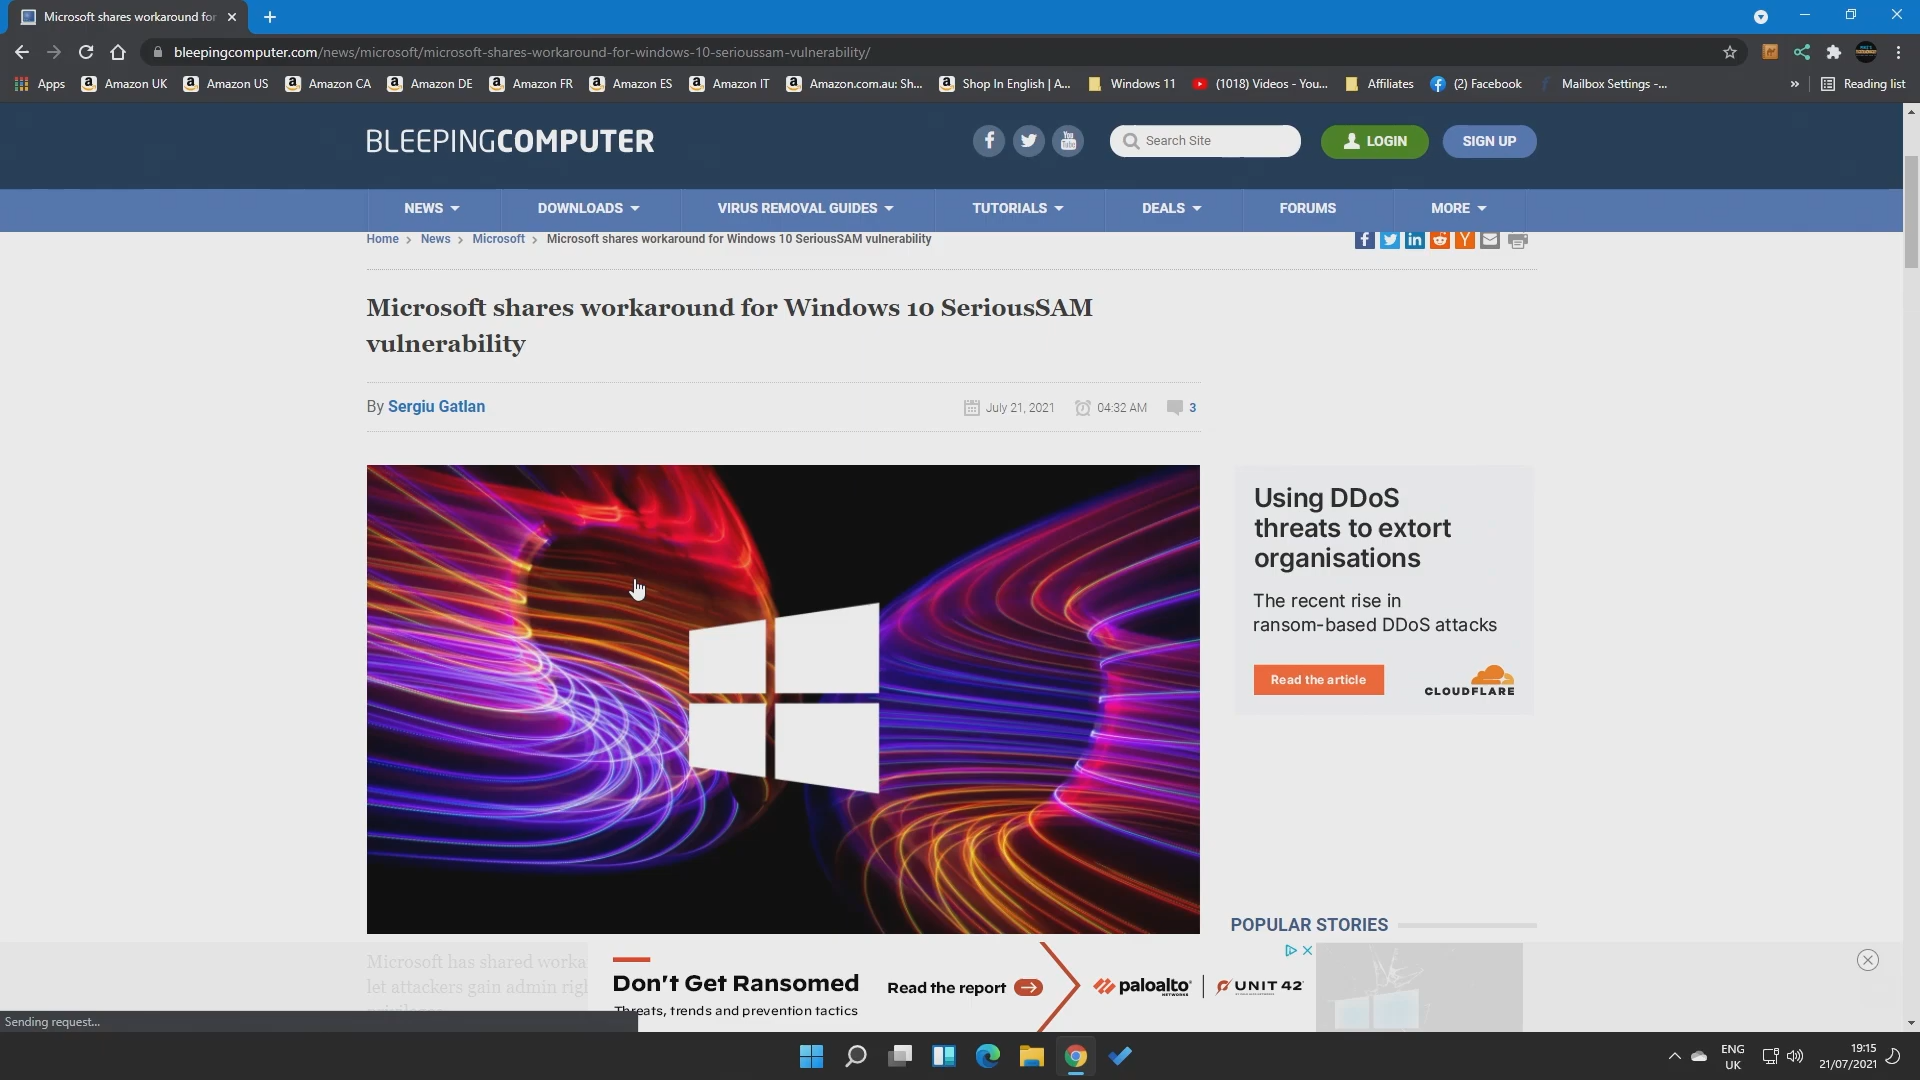 Microsoft shares workaround for
bleepingcomputer.com/news/microsoft/microsoft-shares-workaround-for-windows-10-serioussam-vulnerability/
Apps
Amazon UK
Amazon US
Amazon CA
Amazon DE
Amazon FR
Amazon ES
Amazon IT
Amazon.com.au: Sh...
Shop In English | A...
Windows 11
(1018) Videos - You...
Affiliates
(2) Facebook
Mailbox Settings -...
»
Reading list
BLEEPINGCOMPUTER
Search Site
LOGIN
SIGN UP
NEWS
DOWNLOADS
VIRUS REMOVAL GUIDES
TUTORIALS
DEALS
FORUMS
MORE
Home > News > Microsoft > Microsoft shares workaround for Windows 10 SeriousSAM vulnerability
Microsoft shares workaround for Windows 10 SeriousSAM
vulnerability
By Sergiu Gatlan
July 21, 2021
04:32 AM
3
Using DDoS
threats to extort
organisations
The recent rise in
ransom-based DDoS attacks
Read the article
CLOUDFLARE
POPULAR STORIES
Microsoft has shared worka
let attackers gain admin righ
Don't Get Ransomed
Threats, trends and prevention tactics
Read the report
paloalto
NETWORKS
UNIT 42
Sending request...
ENG
UK
19:15
21/07/2021